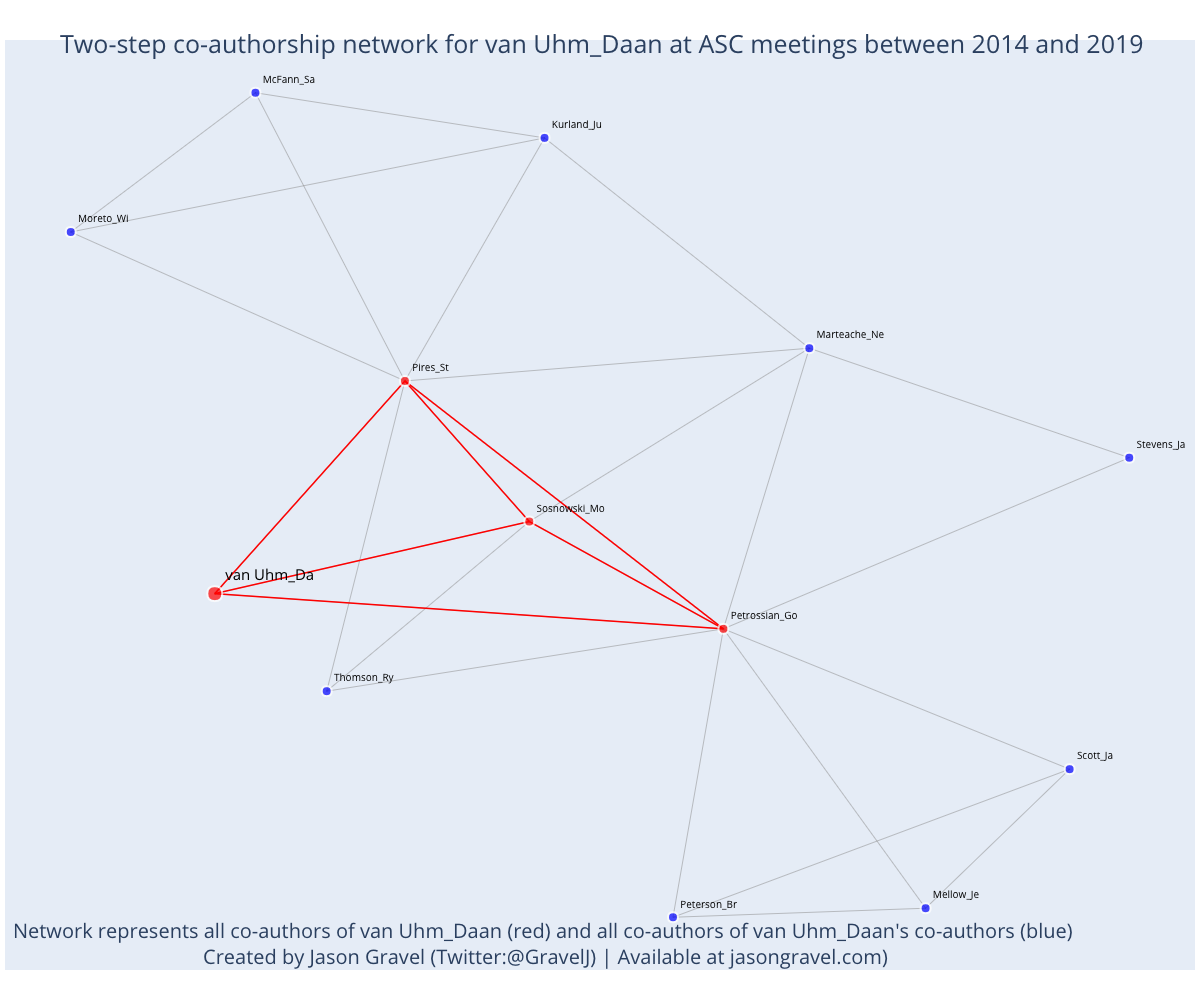 Two-step co-authorship network for van Uhm_Daan at ASC meetings between 2014 and 2019
McFann_Sa
Kurland_Ju
Moreto_Wi
Marteache_Ne
Pires_St
Stevens_Ja
Sosnowski_Mo
van Uhm_Da
Petrossian_Go
Thomson_Ry
Scott_Ja
Mellow_Je
Peterson_Br
Network represents all co-authors of van Uhm_Daan (red) and all co-authors of van Uhm_Daan's co-authors (blue)
Created by Jason Gravel (Twitter:@GravelJ) | Available at jasongravel.com)